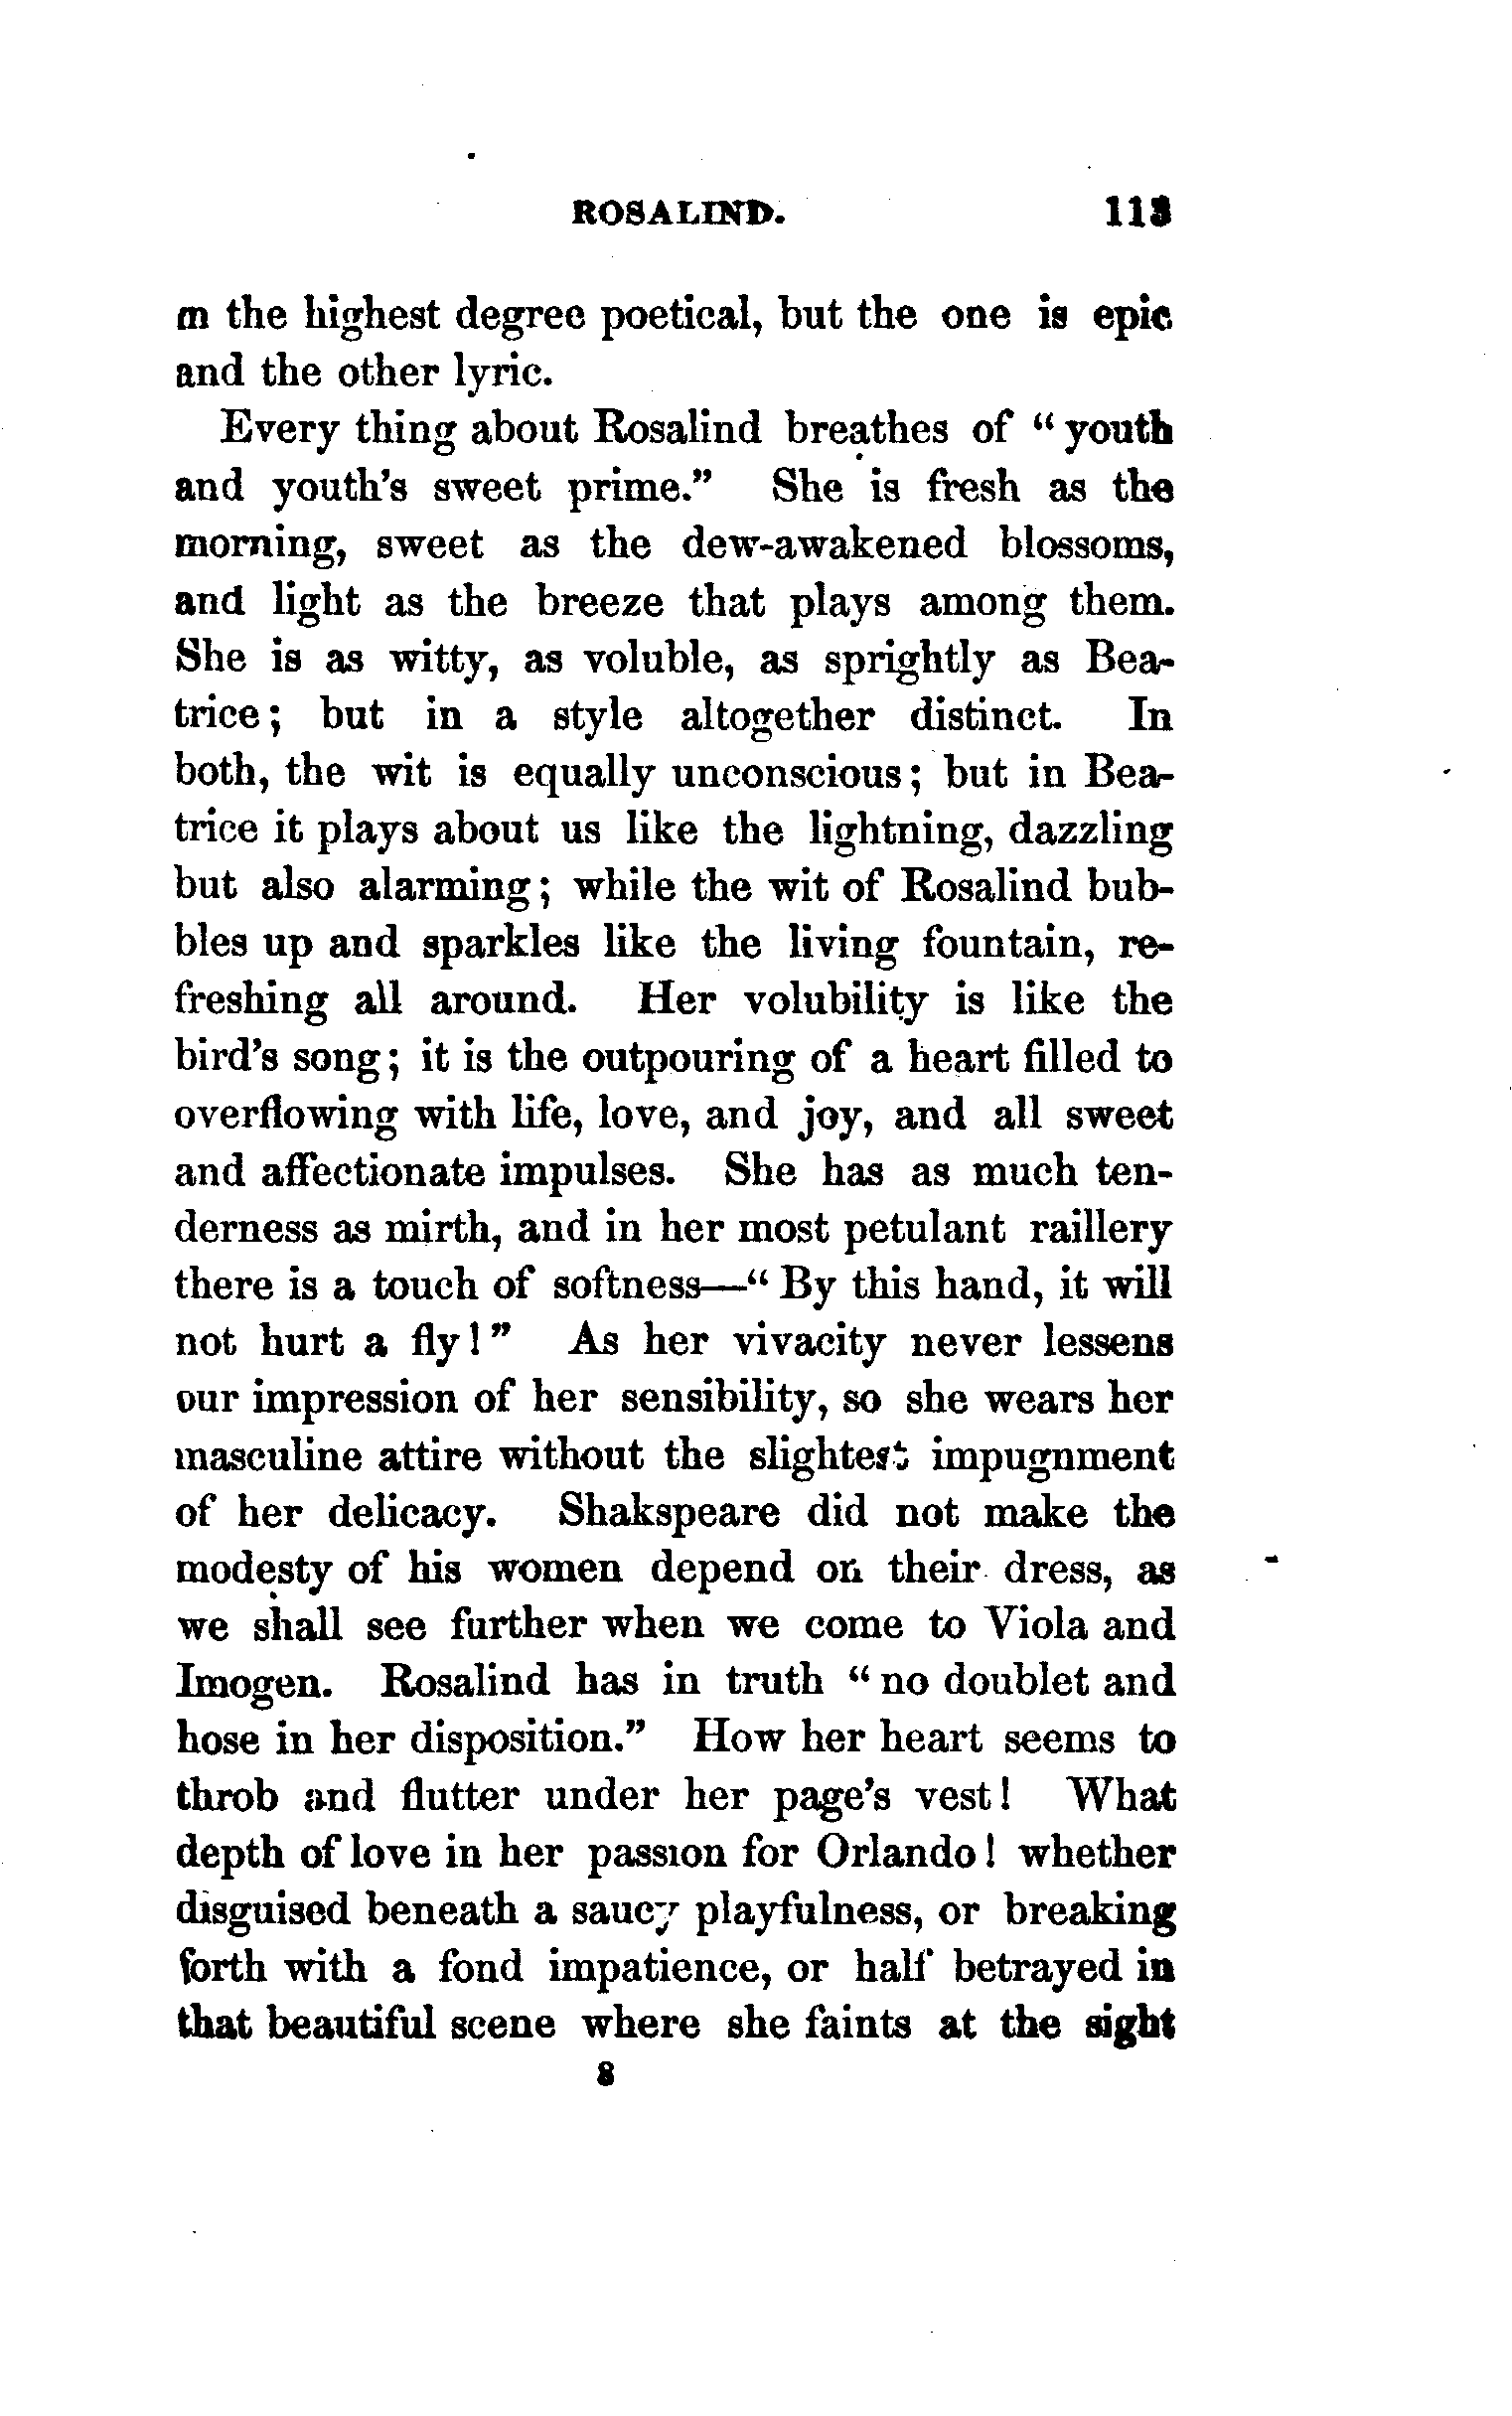 ROSALIND. 113
in the highest degree poetical, but the one is epic
and the other lyric.
Every thing about Rosalind breathes of " youth
and youth's sweet prime." She is fresh as the
morning, sweet as the dew-awakened blossoms,
and light as the breeze that plays among them.
She is as witty, as voluble, as sprightly as Bea-
trice; but in a style altogether distinct. In
both, the wit is equally unconscious; but in Bea-
trice it plays about us like the lightning, dazzling
but also alarming; while the wit of Rosalind bub-
bles up and sparkles like the living fountain, re-
freshing all around. Her volubility is like the
bird's song; it is the outpouring of a heart filled to
overflowing with life, love, and joy, and all sweet
and affectionate impulses. She has as much ten-
derness as mirth, and in her most petulant raillery
there is a touch of softness—" By this hand, it will
not hurt a fly!" As her vivacity never lessens
our impression of her sensibility, so she wears her
masculine attire without the slightest impugnment
of her delicacy. Shakspeare did not make the
modesty of his women depend on their dress, as
we shall see further when we come to Viola and
Imogen. Rosalind has in truth " no doublet and
hose in her disposition." How her heart seems to
throb and flutter under her page's vest! What
depth of love in her passion for Orlando! whether
disguised beneath a saucy playfulness, or breaking
forth with a fond impatience, or half betrayed in
that beautiful scene where she faints at the sight
8